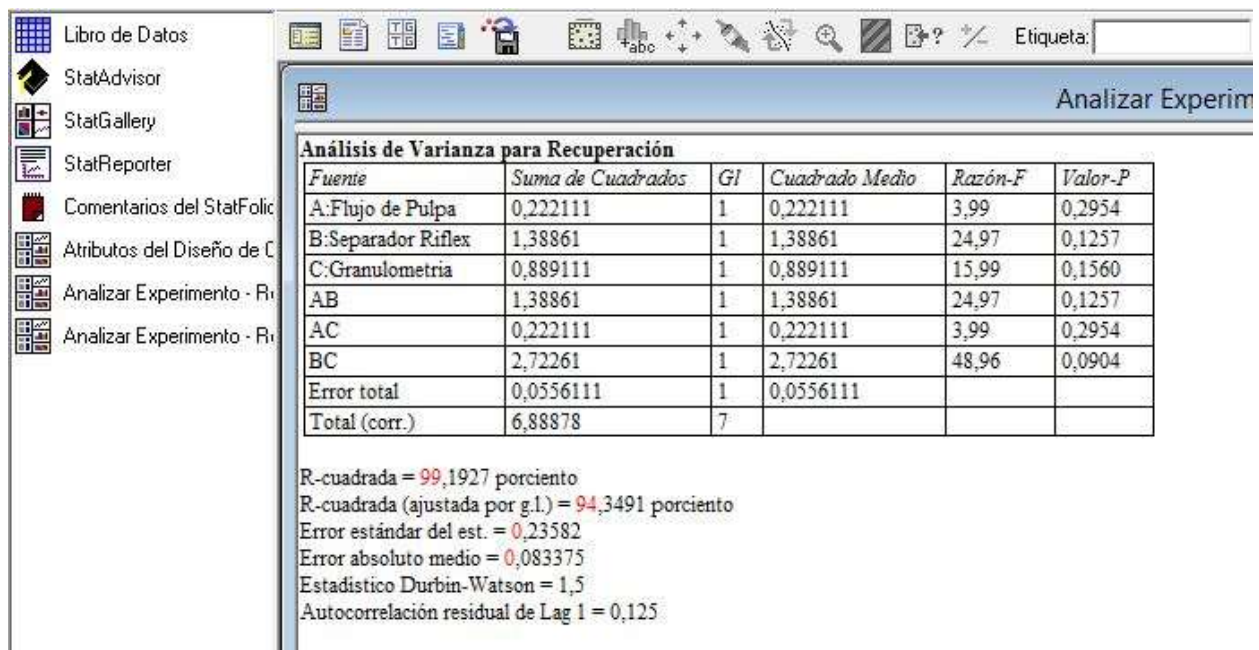 Libro de Datos
StatAdvisor
StatGallery
StatReporter
Comentarios del StatFolio
Atributos del Diseño de
Analizar Experimento -
Analizar Experimento -
Etiqueta:
Analizar Experim
Análisis de Varianza para Recuperación
Fuente Suma de Cuadrados Gl Cuadrado Medio Razón-F Valor-P
A:Flujo de Pulpa 0,222111 1 0,222111 3,99 0,2954
B:Separador Riflex 1,38861 1 1,38861 24,97 0,1257
C:Granulometria 0,889111 1 0,889111 15,99 0,1560
AB 1,38861 1 1,38861 24,97 0,1257
AC 0,222111 1 0,222111 3,99 0,2954
BC 2,72261 1 2,72261 48,96 0,0904
Error total 0,0556111 1 0,0556111
Total (corr.) 6,88878 7
R-cuadrada = 99,1927 porciento
R-cuadrada (ajustada por g.l.) = 94,3491 porciento
Error estándar del est. = 0,23582
Error absoluto medio = 0,083375
Estadístico Durbin-Watson = 1,5
Autocorrelación residual de Lag 1 = 0,125